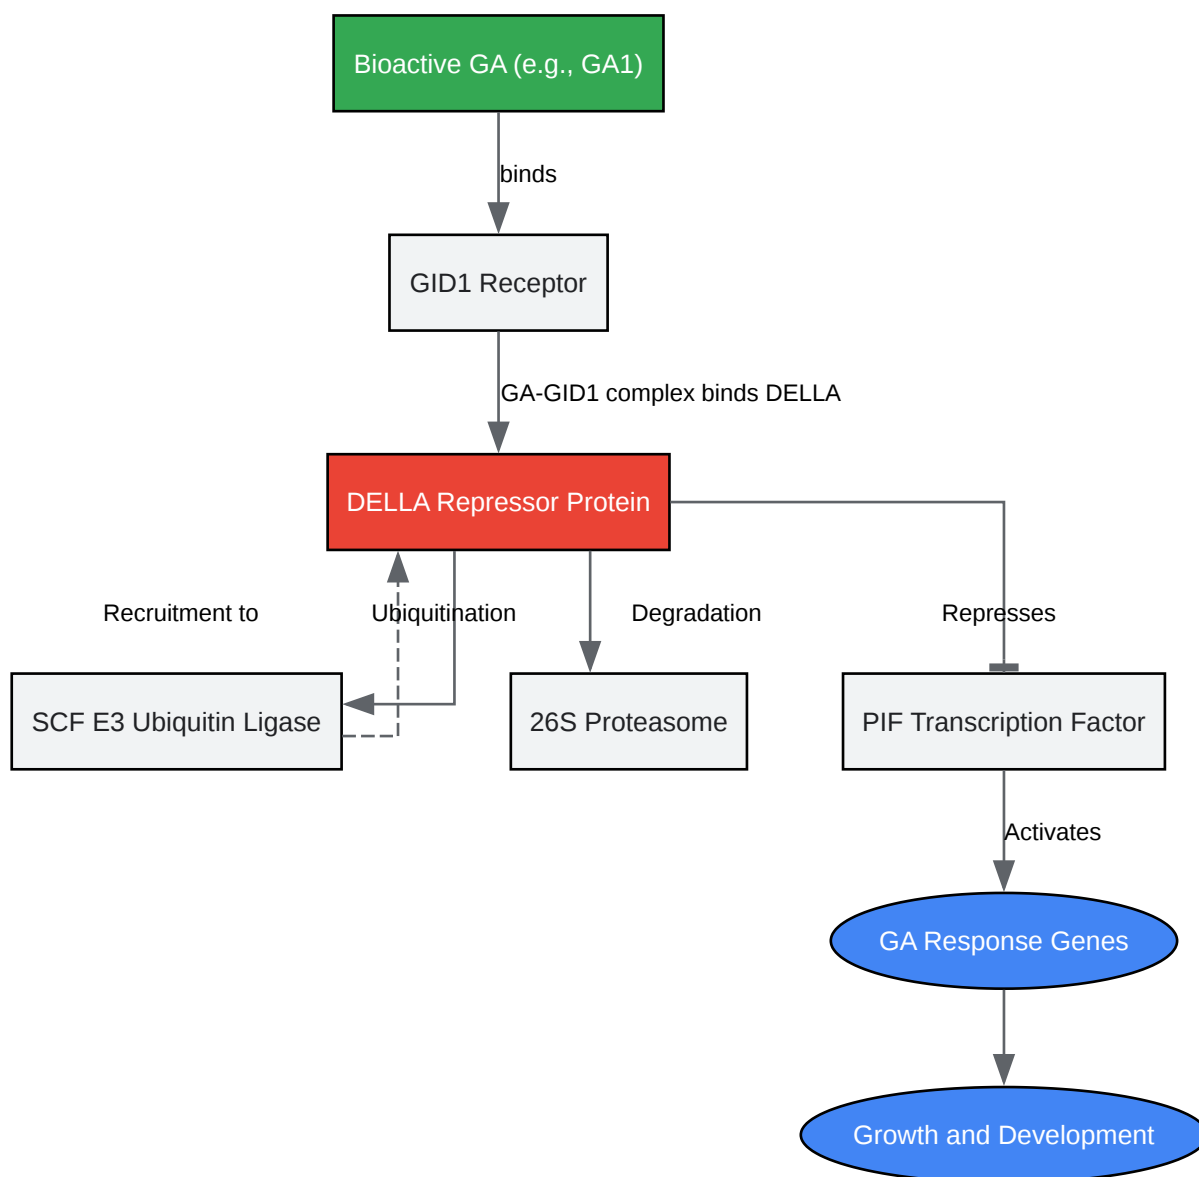 Bioactive GA (e.g., GA1)
binds
GID1 Receptor
GA-GID1 complex binds DELLA
DELLA Repressor Protein
Recruitment to
Ubiquitination
Degradation
Represses
SCF E3 Ubiquitin Ligase
26S Proteasome
PIF Transcription Factor
Activates
GA Response Genes
Growth and Development